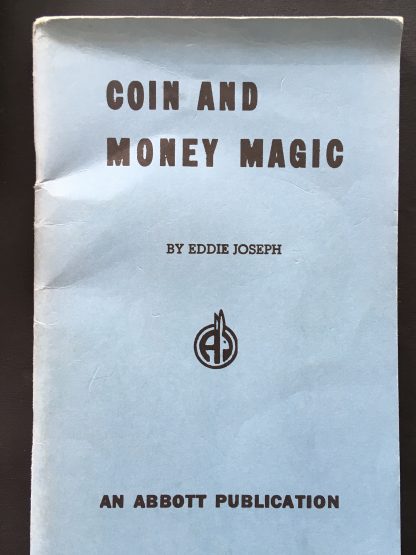 COIN AND
MONEY MAGIC
BY EDDIE JOSEPH
AN ABBOTT PUBLICATION